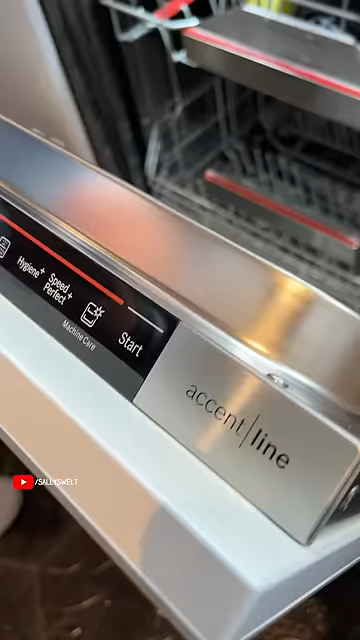 Hygiene+
Speed
Perfect+
Machine Care
Start
accent|line
/SALLYSWELT